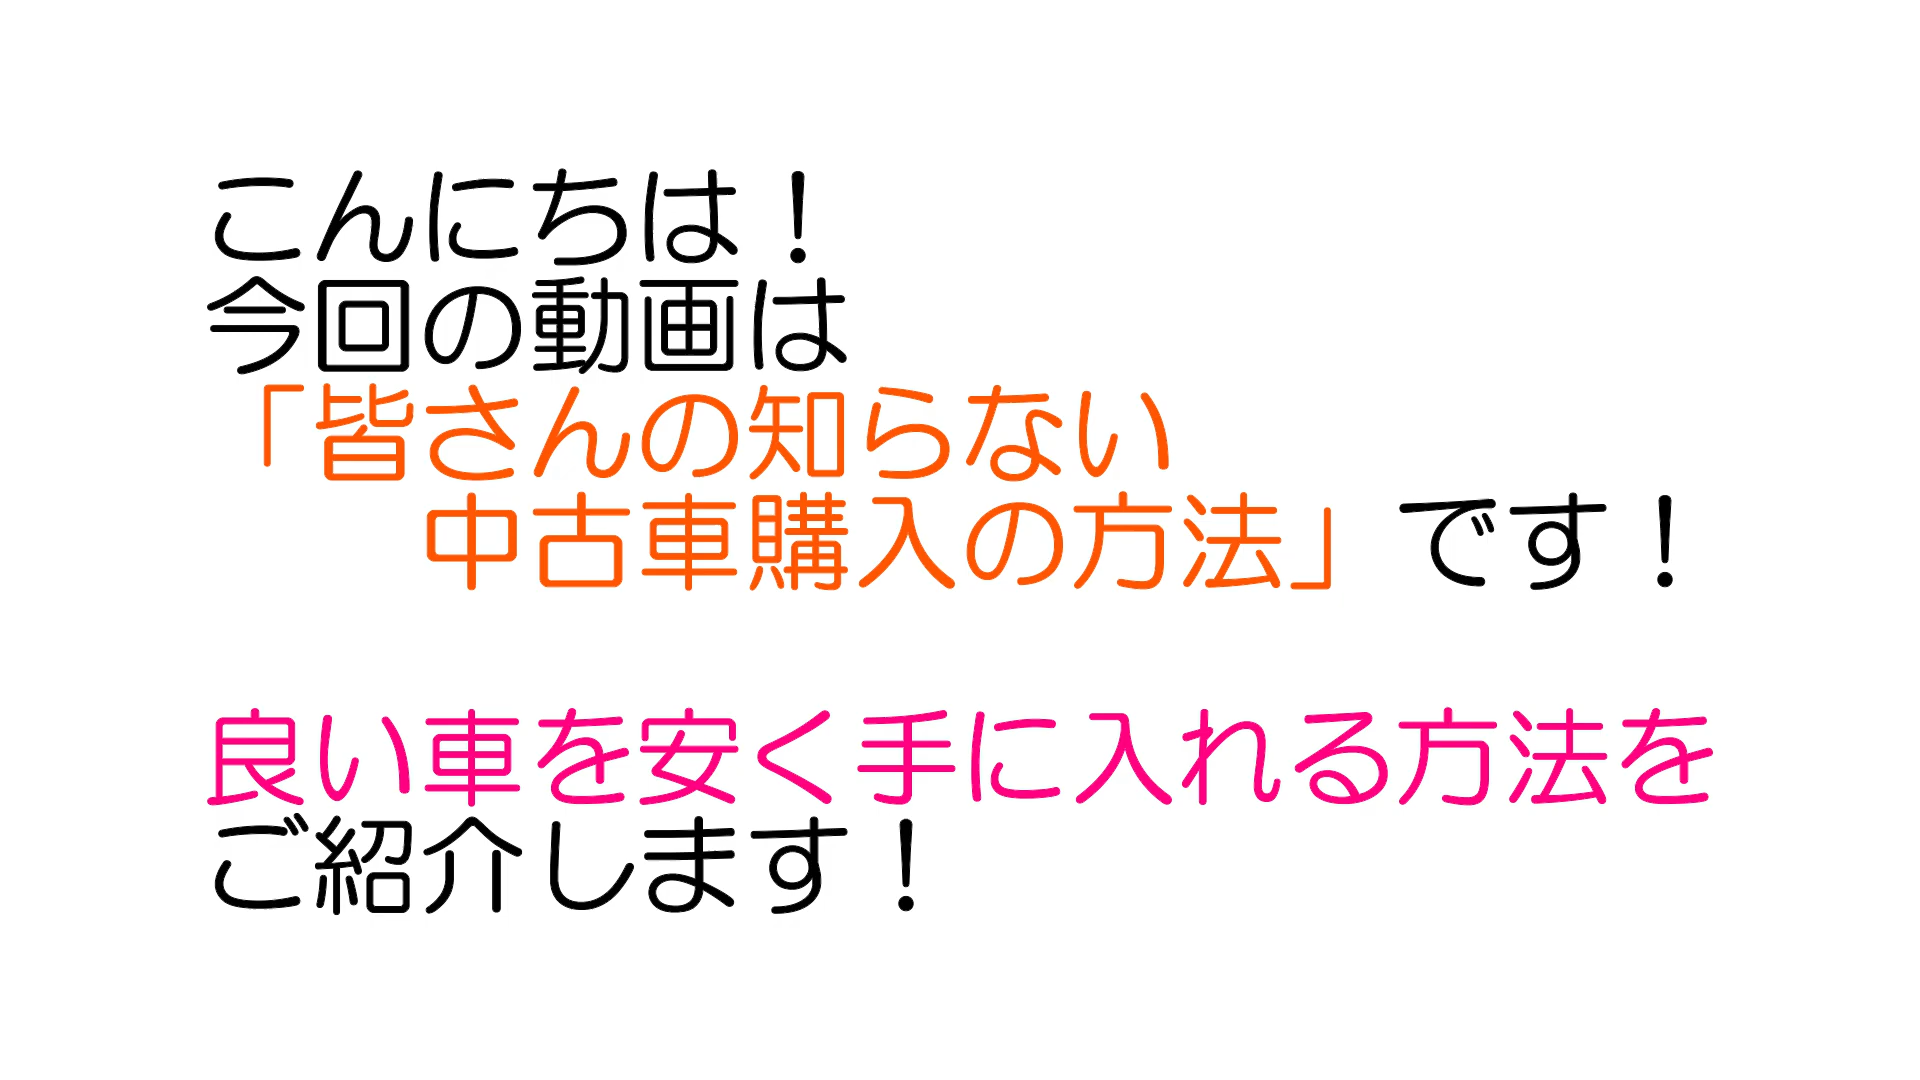 こんにちは！
今回の動画は
「皆さんの知らない
中古車購入の方法」です！
良い車を安く手に入れる方法を
ご紹介します！